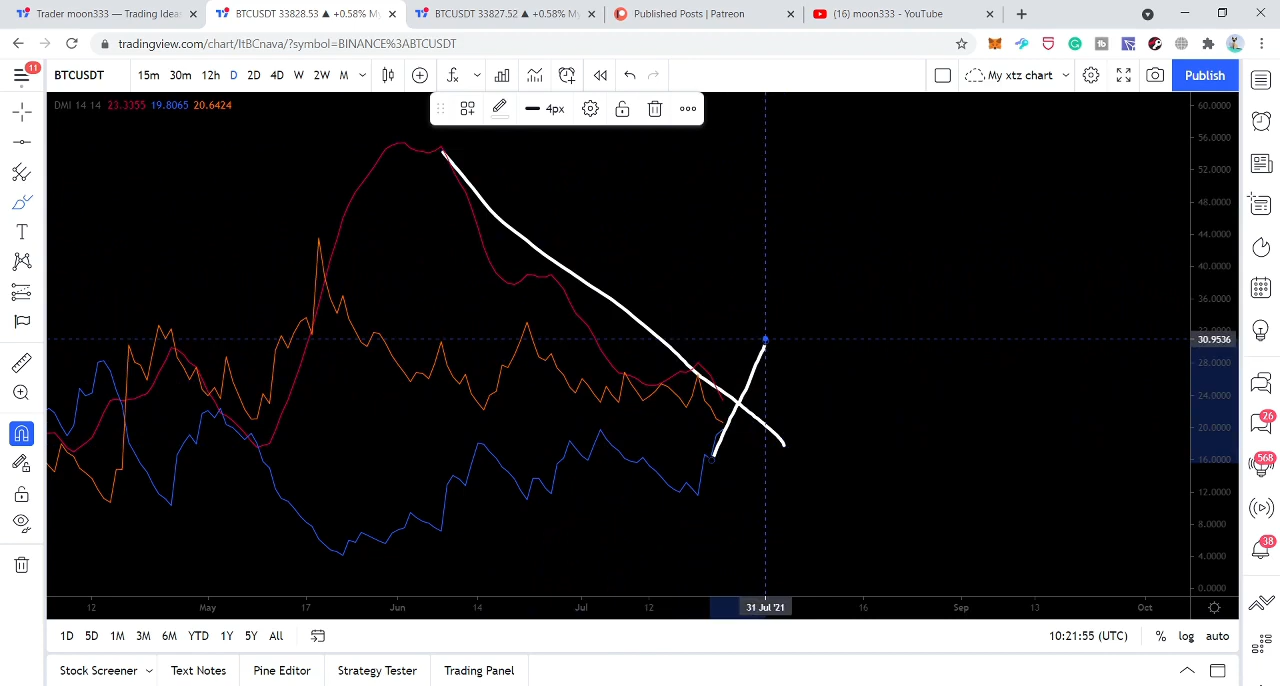 Trader moon333 — Trading Ideas
BTCUSDT 33828.53 ▲ +0.58% My
BTCUSDT 33827.52 ▲ +0.58% My
Published Posts | Patreon
(16) moon333 - YouTube
tradingview.com/chart/ItBCnava/?symbol=BINANCE%3ABTCUSDT
11
BTCUSDT 15m 30m 12h D 2D 4D W 2W M My xtz chart Publish
DMI 14 14 23.3355 19.8065 20.6424
4px
60.0000
56.0000
52.0000
48.0000
44.0000
40.0000
36.0000
30.9536
28.0000
24.0000
20.0000
16.0000
12.0000
8.0000
4.0000
0.0000
26
568
38
12 May 17 Jun 14 Jul 12 31 Jul '21 16 Sep 13 Oct
1D 5D 1M 3M 6M YTD 1Y 5Y All 10:21:55 (UTC) % log auto
Stock Screener Text Notes Pine Editor Strategy Tester Trading Panel